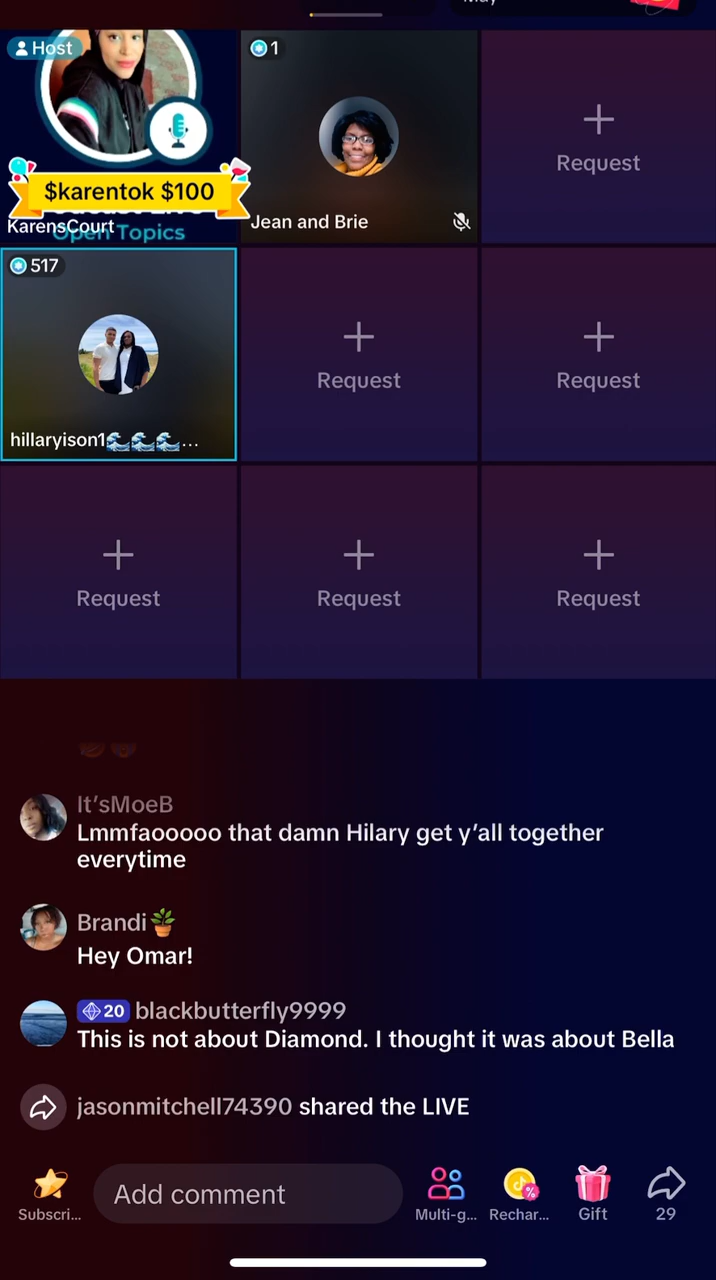 May
Host
1
$karentok $100
KarensCourt
Open Topics
Jean and Brie
Request
517
hillaryison1🌊🌊🌊...
Request
Request
Request
Request
Request
It’sMoeB
Lmmfaooooo that damn Hilary get y’all together
everytime
Brandi🪴
Hey Omar!
20 blackbutterfly9999
This is not about Diamond. I thought it was about Bella
jasonmitchell74390 shared the LIVE
Add comment
Subscri...
Multi-g...
Rechar...
Gift
29